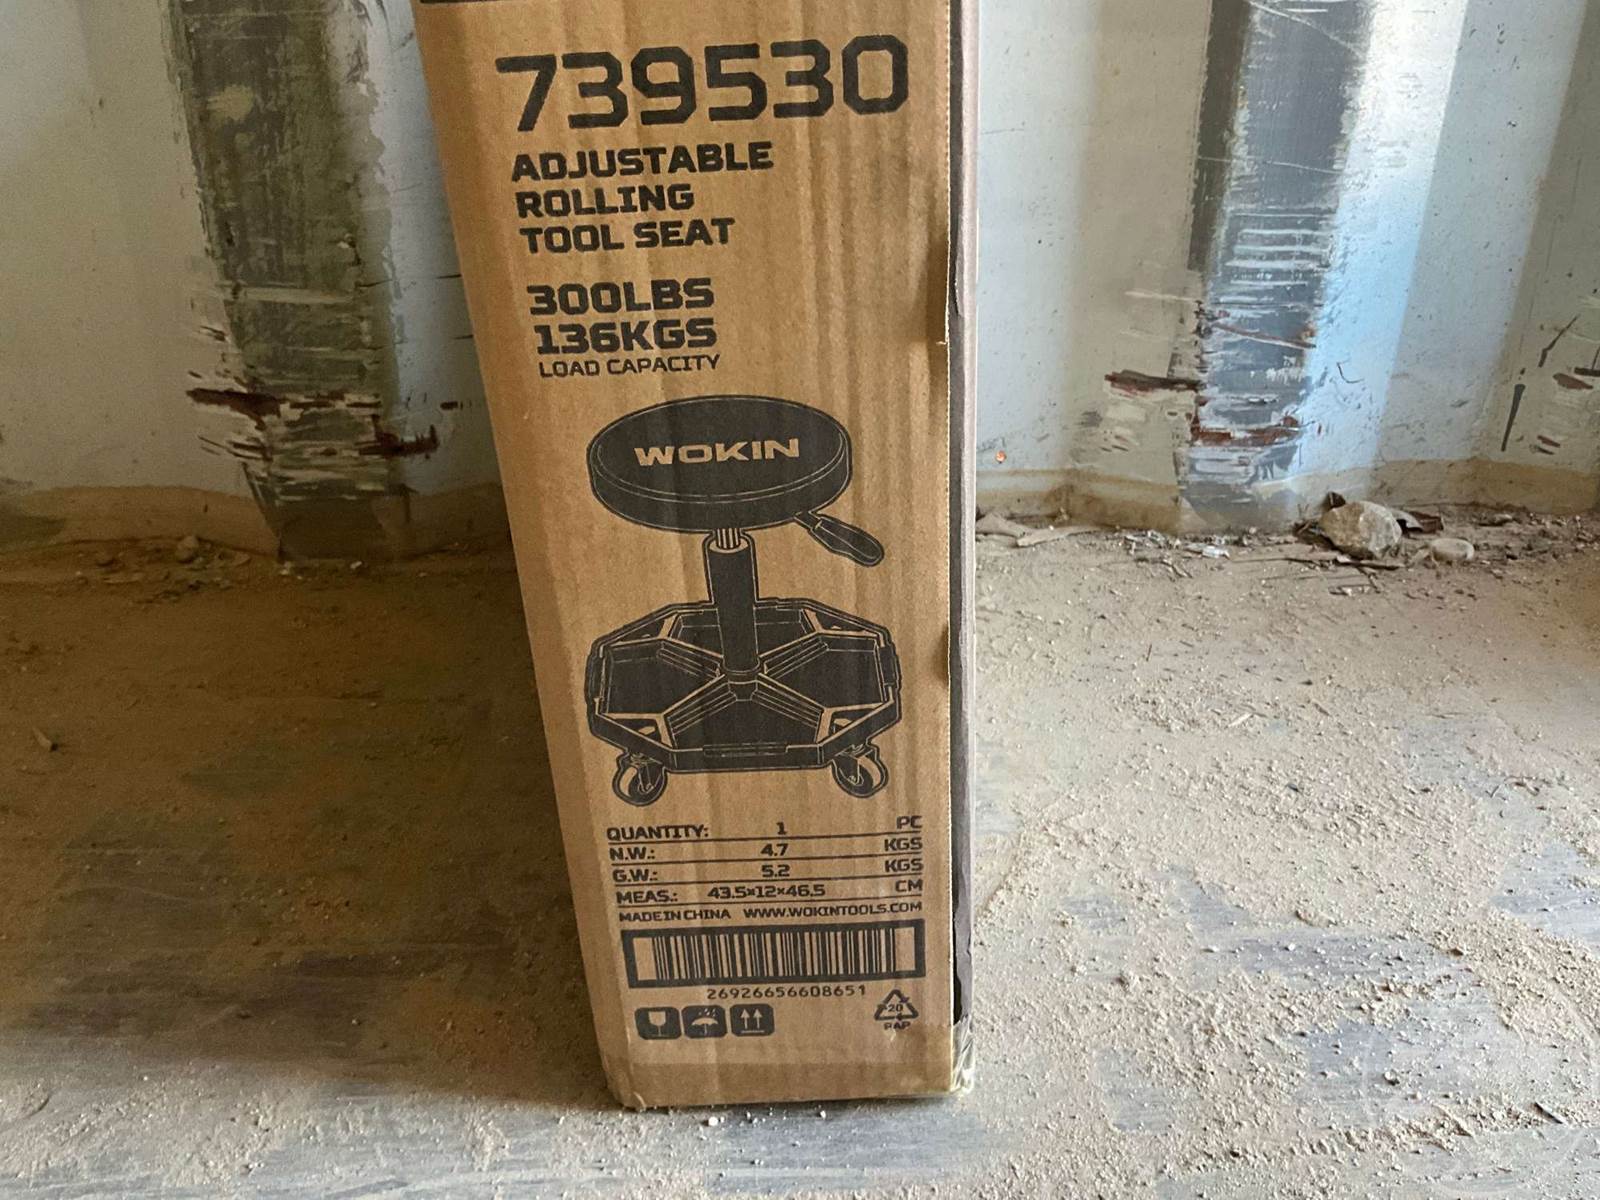 739530
ADJUSTABLE
ROLLING
TOOL SEAT
300LBS
136KGS
LOAD CAPACITY
WOKIN
QUANTITY: 1 PC
N.W.: 4.7 KGS
G.W.: 5.2 KGS
MEAS.: 43.5×12×46.5 CM
MADE IN CHINA WWW.WOKINTOOLS.COM
26926656608651
20
PAP